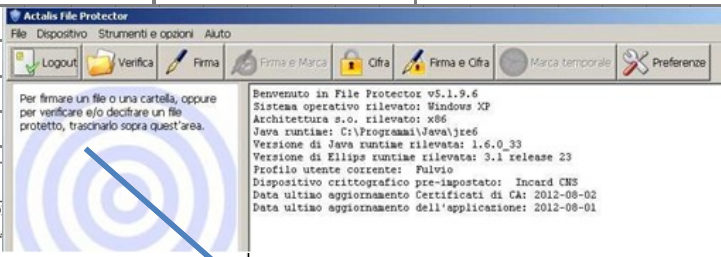 Actalis File Protector
File Dispositivo Strumenti e opzioni Aiuto
Logout Verifica Firma Firma e Marca Cifra Firma e Cifra Marca temporale Preferenze
Per firmare un file o una cartella, oppure
per verificare e/o decifrare un file
protetto, trascinarlo sopra quest'area.
Benvenuto in File Protector v5.1.9.6
Sistema operativo rilevato: Windows XP
Architettura s.o. rilevato: x86
Java runtime: C:\Programmi\Java\jre6
Versione di Java runtime rilevata: 1.6.0_33
Versione di Ellips runtime rilevata: 3.1 release 23
Profilo utente corrente: Fulvio
Dispositivo crittografico pre-impostato: Incard CNS
Data ultimo aggiornamento Certificati di CA: 2012-08-02
Data ultimo aggiornamento dell'applicazione: 2012-08-01